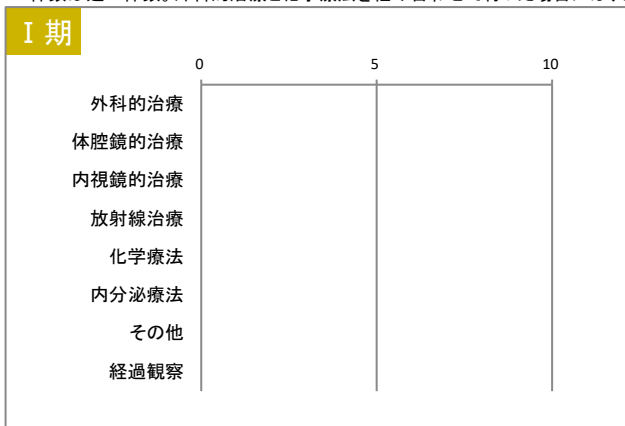 Ⅰ 期
0 5 10
外科的治療
体腔鏡的治療
内視鏡的治療
放射線治療
化学療法
内分泌療法
その他
経過観察